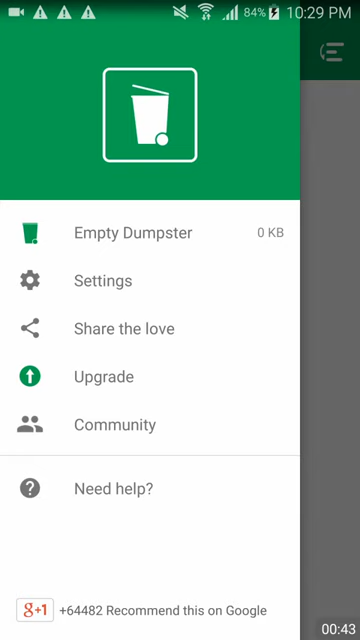 84% 10:29 PM
Empty Dumpster 0 KB
Settings
Share the love
Upgrade
Community
Need help?
g+1 +64482 Recommend this on Google
00:43